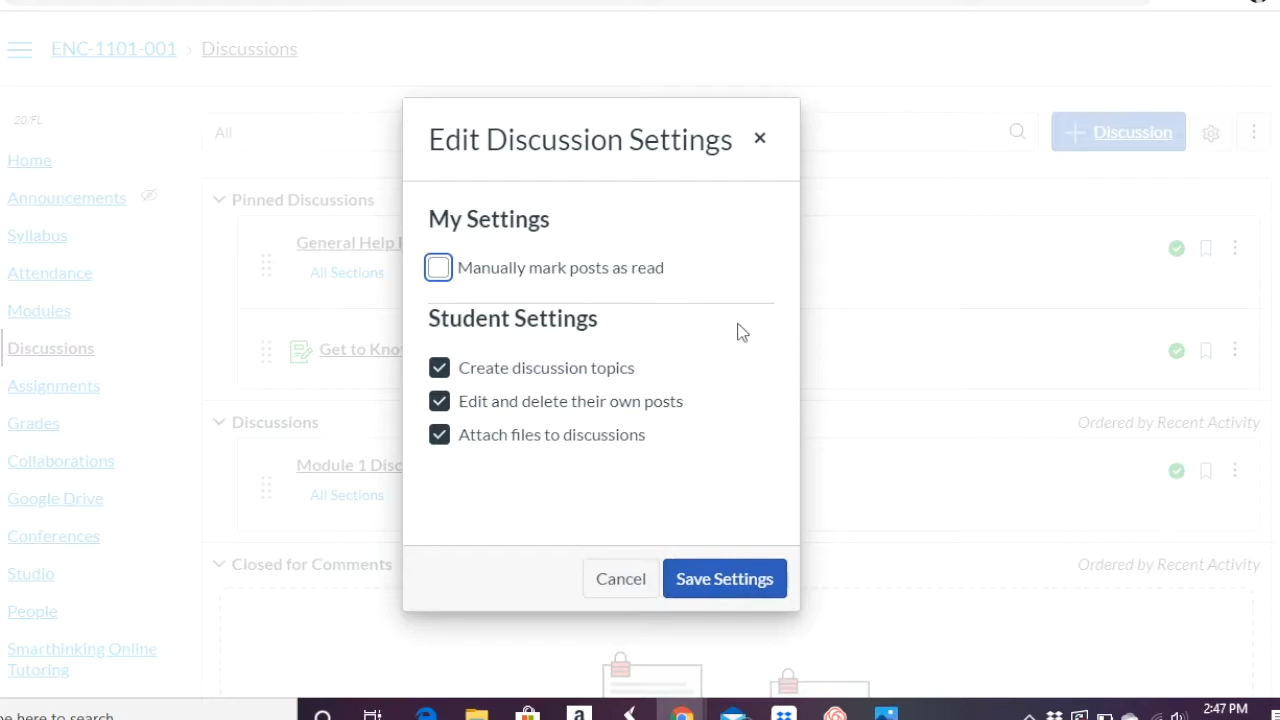 ENC-1101-001 › Discussions
20/FL
Home
Announcements
Syllabus
Attendance
Modules
Discussions
Assignments
Grades
Collaborations
Google Drive
Conferences
Studio
People
Smarthinking Online
Tutoring
All
Discussion
Pinned Discussions
General Help
All Sections
Get to
Discussions
Ordered by Recent Activity
Module 1
All Sections
Closed for Comments
Ordered by Recent Activity
Edit Discussion Settings
My Settings
Manually mark posts as read
Student Settings
Create discussion topics
Edit and delete their own posts
Attach files to discussions
Cancel
Save Settings
here to search
2:47 PM